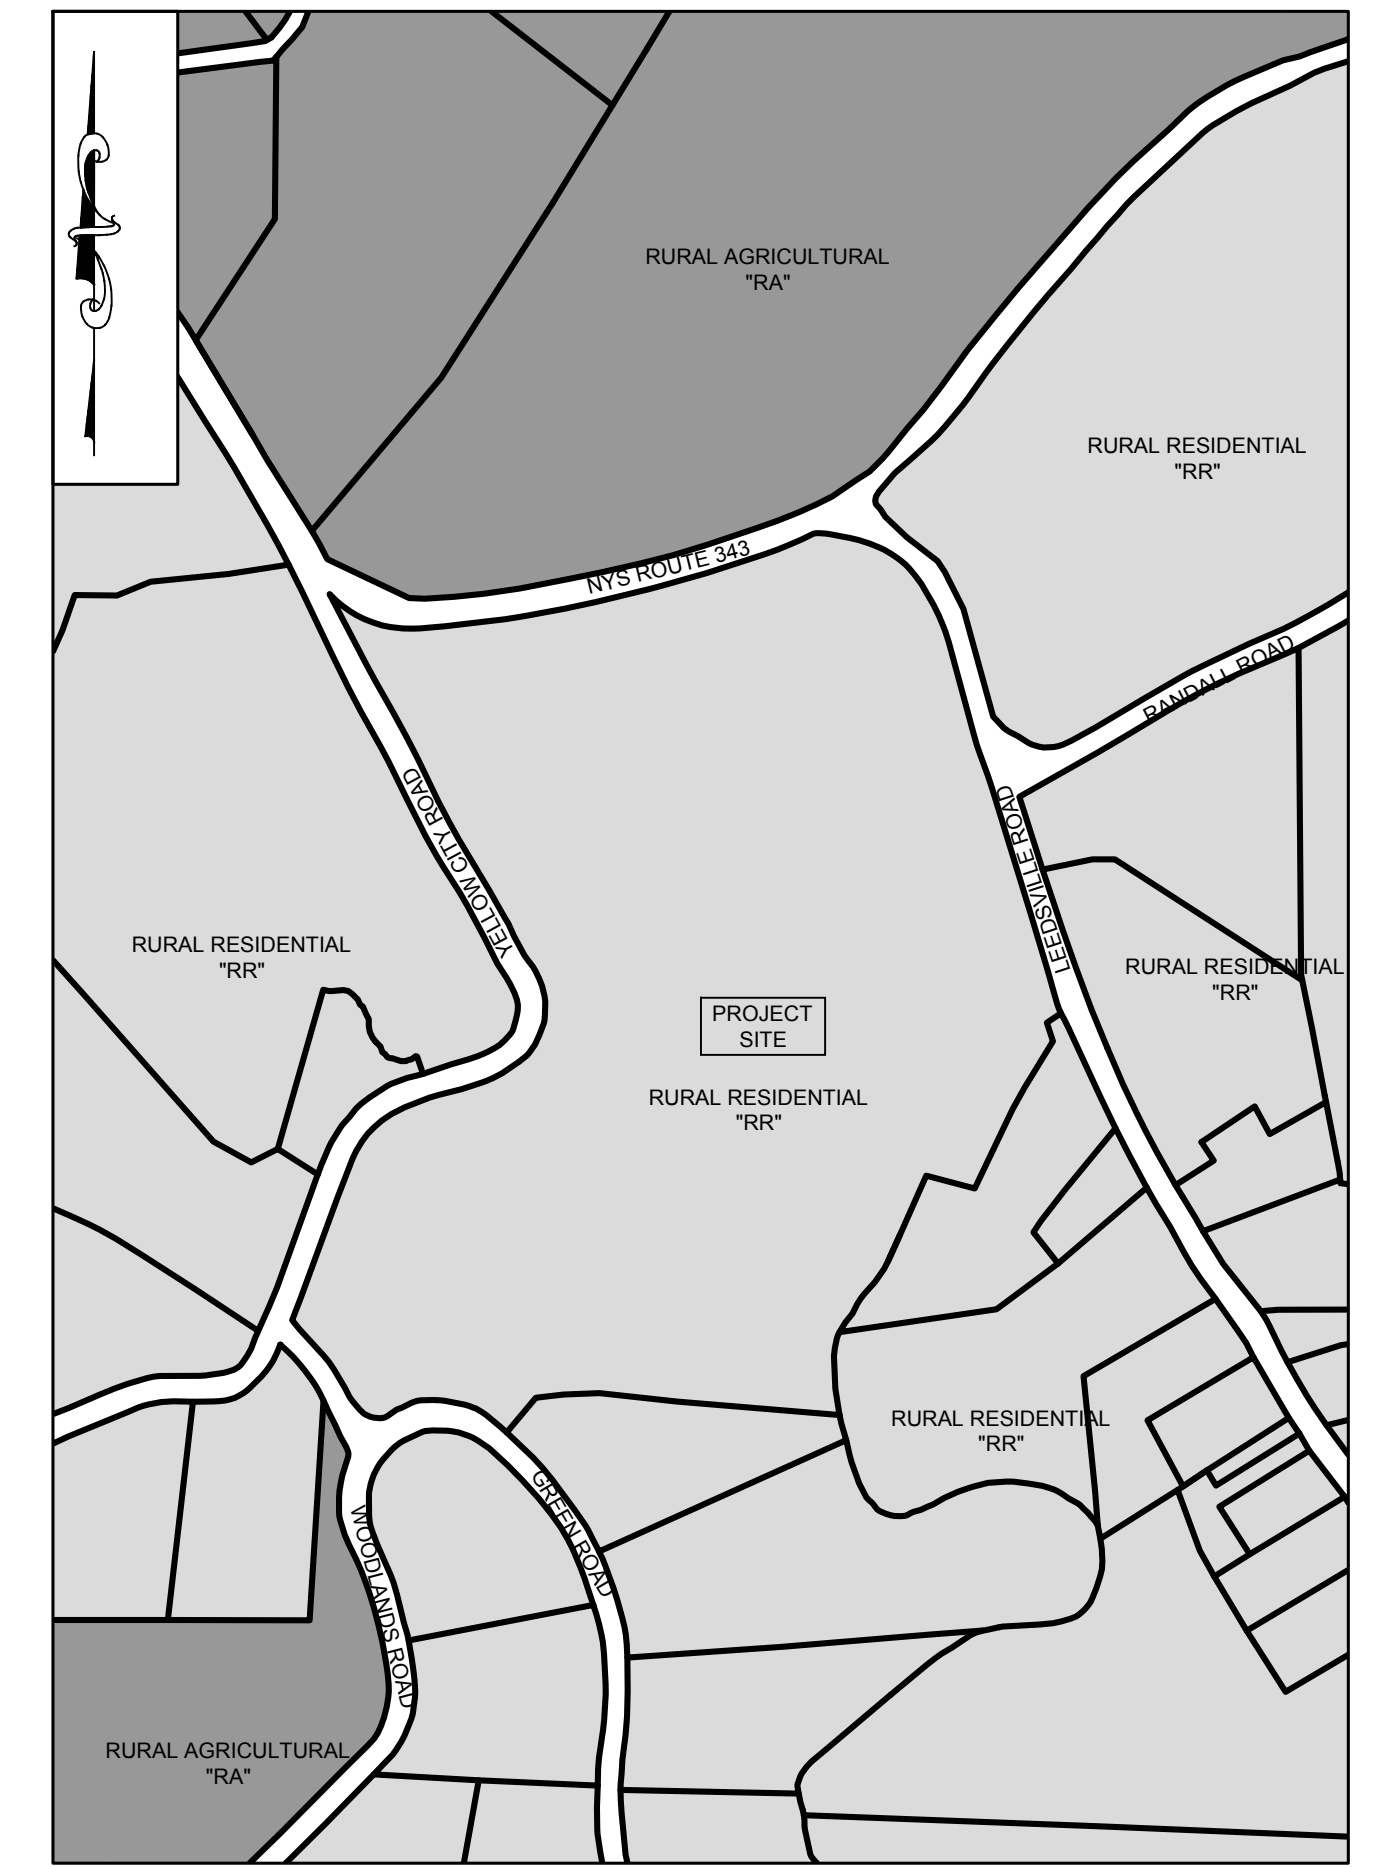 RURAL AGRICULTURAL
"RA"
RURAL RESIDENTIAL
"RR"
NYS ROUTE 343
RANDALL ROAD
YELLOW CITY ROAD
LEEDSVILLE ROAD
RURAL RESIDENTIAL
"RR"
RURAL RESIDENTIAL
"RR"
PROJECT
SITE
RURAL RESIDENTIAL
"RR"
RURAL RESIDENTIAL
"RR"
GREEN ROAD
WOODLANDS ROAD
RURAL AGRICULTURAL
"RA"